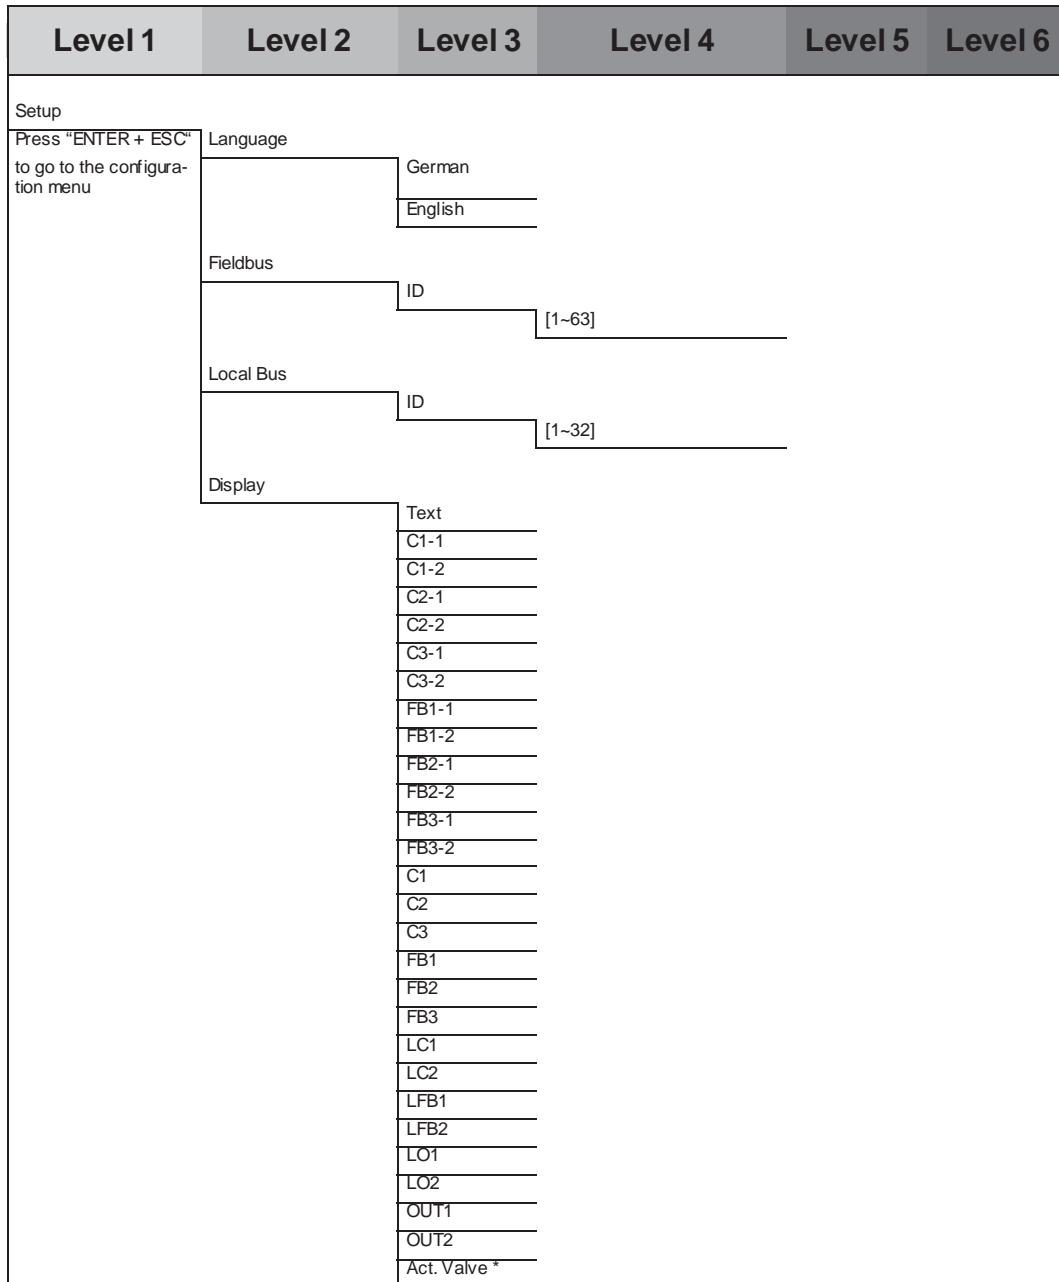 Level 1 Level 2 Level 3 Level 4 Level 5 Level 6
Setup
Press “ENTER + ESC“
to go to the configura-
tion menu
Language
German
English
Fieldbus
ID
[1~63]
Local Bus
ID
[1~32]
Display
Text
C1-1
C1-2
C2-1
C2-2
C3-1
C3-2
FB1-1
FB1-2
FB2-1
FB2-2
FB3-1
FB3-2
C1
C2
C3
FB1
FB2
FB3
LC1
LC2
LFB1
LFB2
LO1
LO2
OUT1
OUT2
Act. Valve *